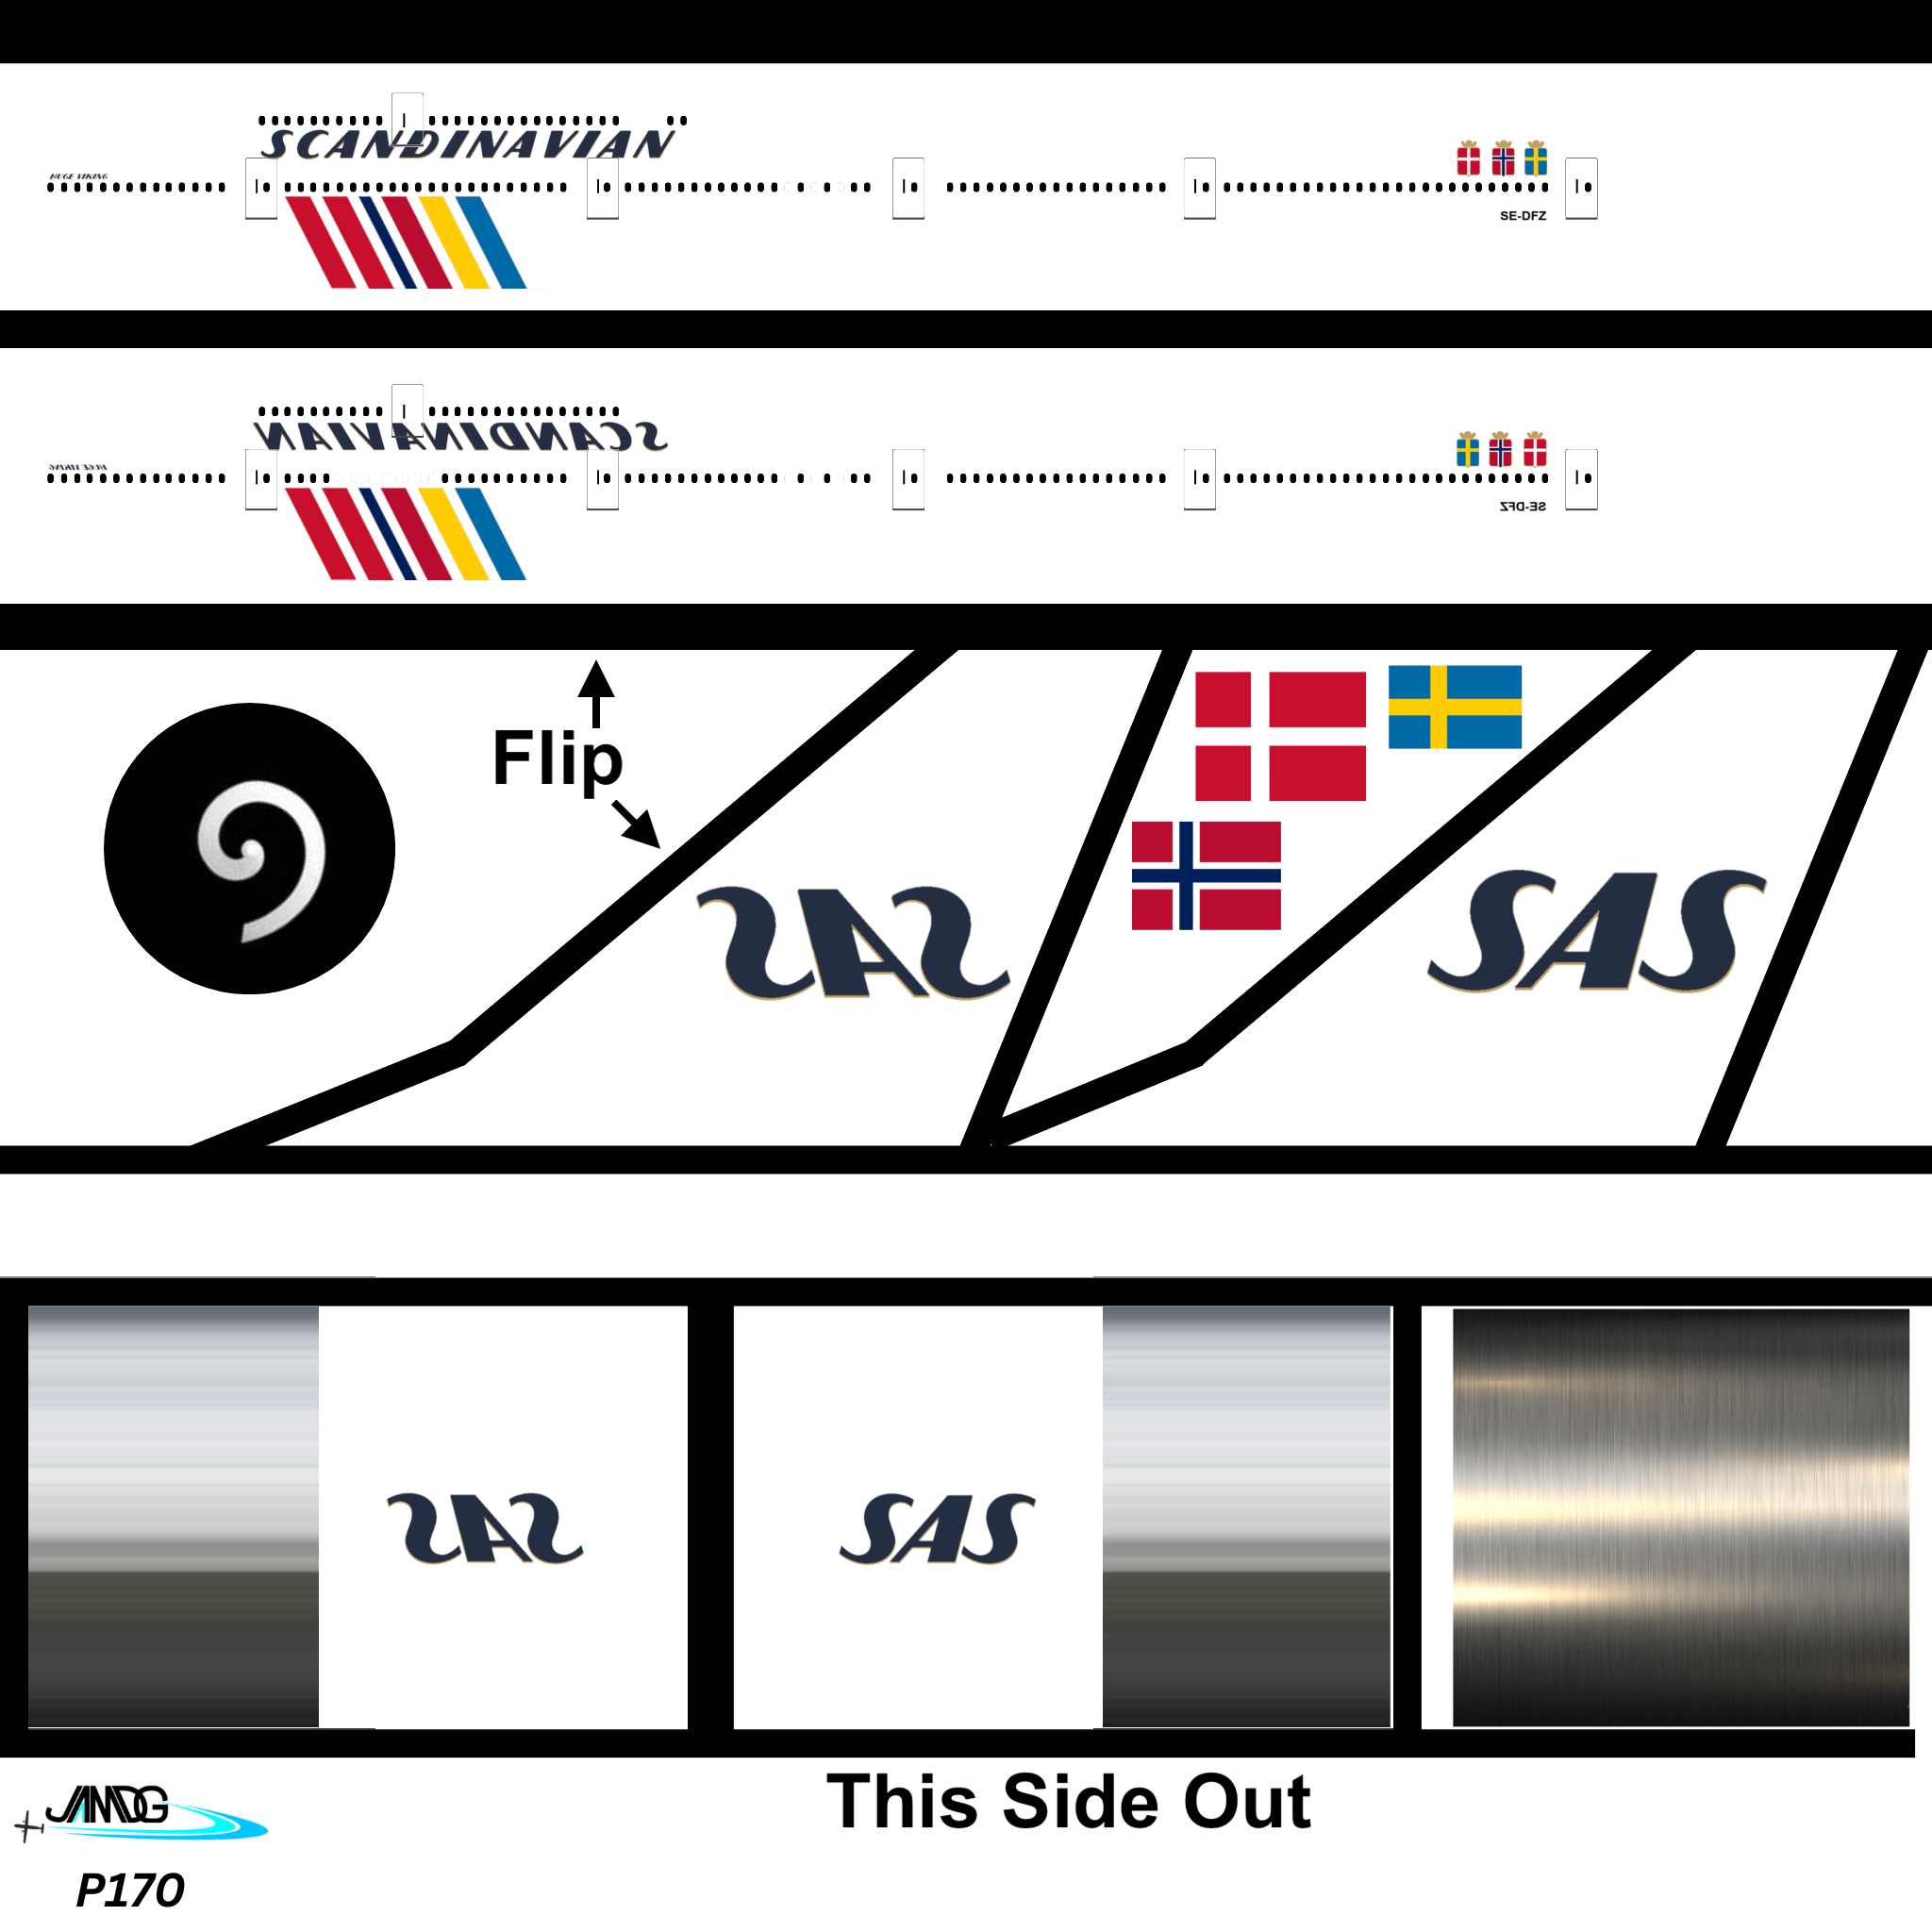 SCANDINAVIAN
HUGE VIKING
SE-DFZ
SCANDINAVIAN
HUGE VIKING
SE-DFZ
Flip
SAS
SAS
SAS
SAS
This Side Out
JAMDG
P170